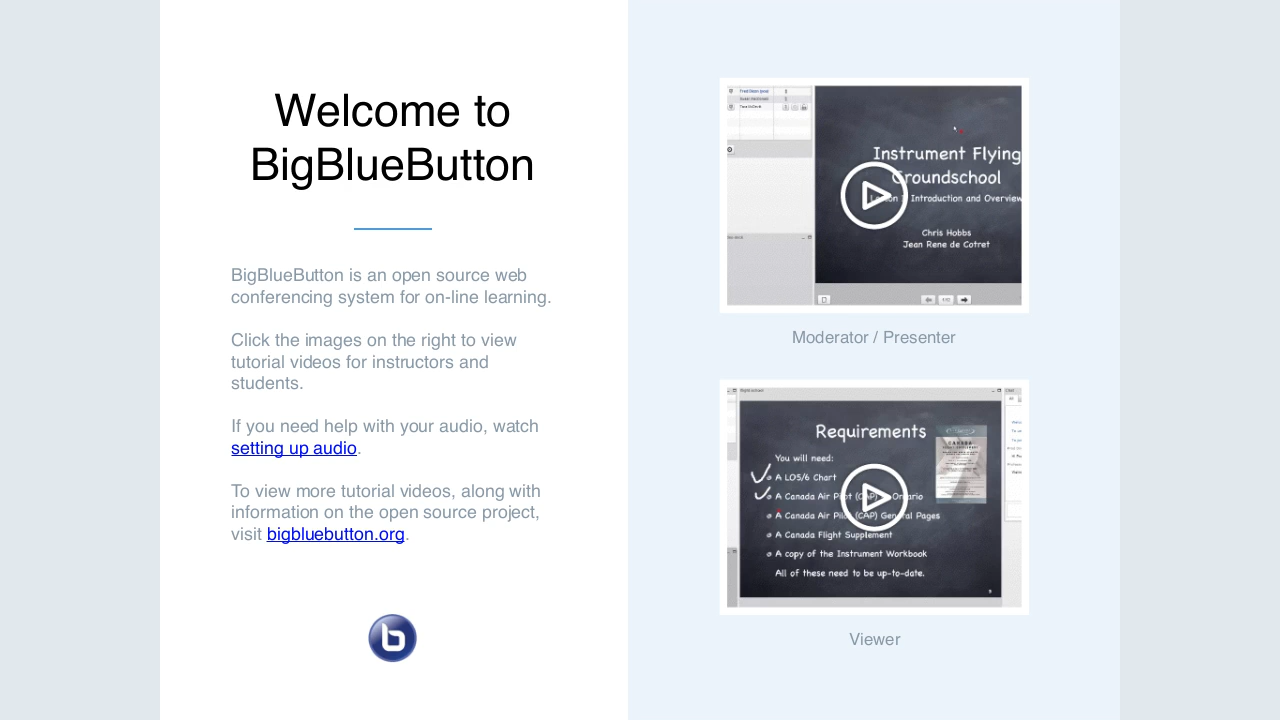 Welcome to
BigBlueButton
BigBlueButton is an open source web
conferencing system for on-line learning.
Click the images on the right to view
tutorial videos for instructors and
students.
If you need help with your audio, watch
setting up audio.
To view more tutorial videos, along with
information on the open source project,
visit bigbluebutton.org.
b
Instrument Flying
Groundschool
Introduction and Overview
Chris Hobbs
Jean Rene de Cotret
Moderator / Presenter
Requirements
You will need:
A LO5/6 Chart
A Canada Air Pilot (CAP) Ontario
A Canada Air Pilot (CAP) General Pages
A Canada Flight Supplement
A copy of the Instrument Workbook
All of these need to be up-to-date.
Viewer